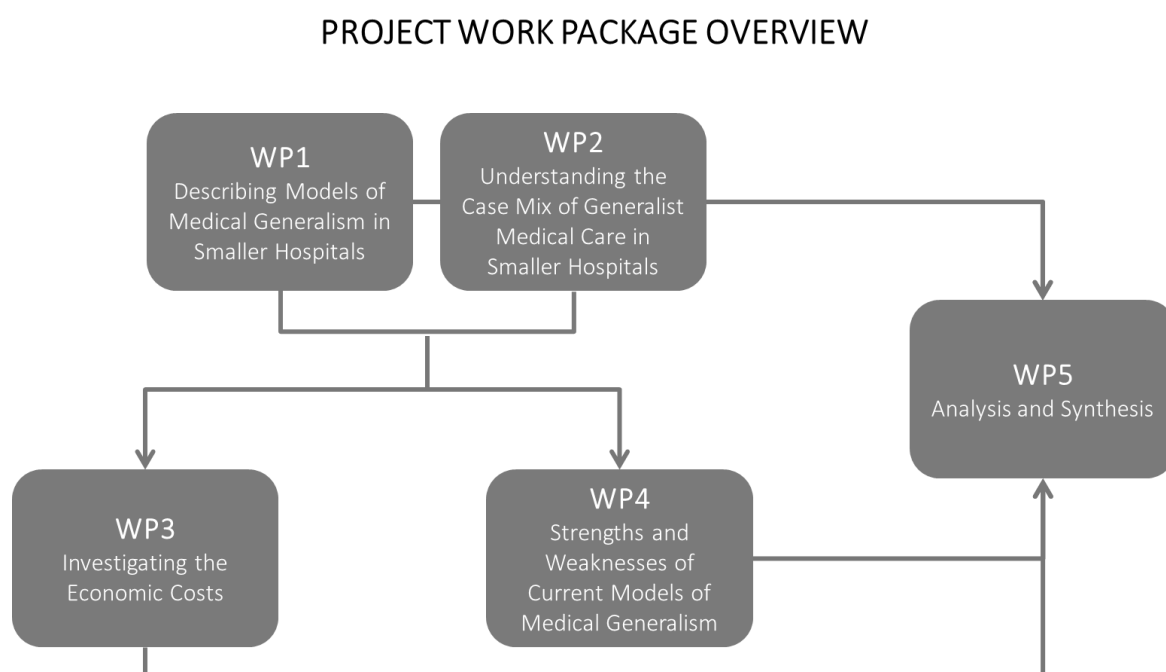 PROJECT WORK PACKAGE OVERVIEW
WP1
Describing Models of
Medical Generalism in
Smaller Hospitals
WP2
Understanding the
Case Mix of Generalist
Medical Care in
Smaller Hospitals
WP5
Analysis and Synthesis
WP3
Investigating the
Economic Costs
WP4
Strengths and
Weaknesses of
Current Models of
Medical Generalism